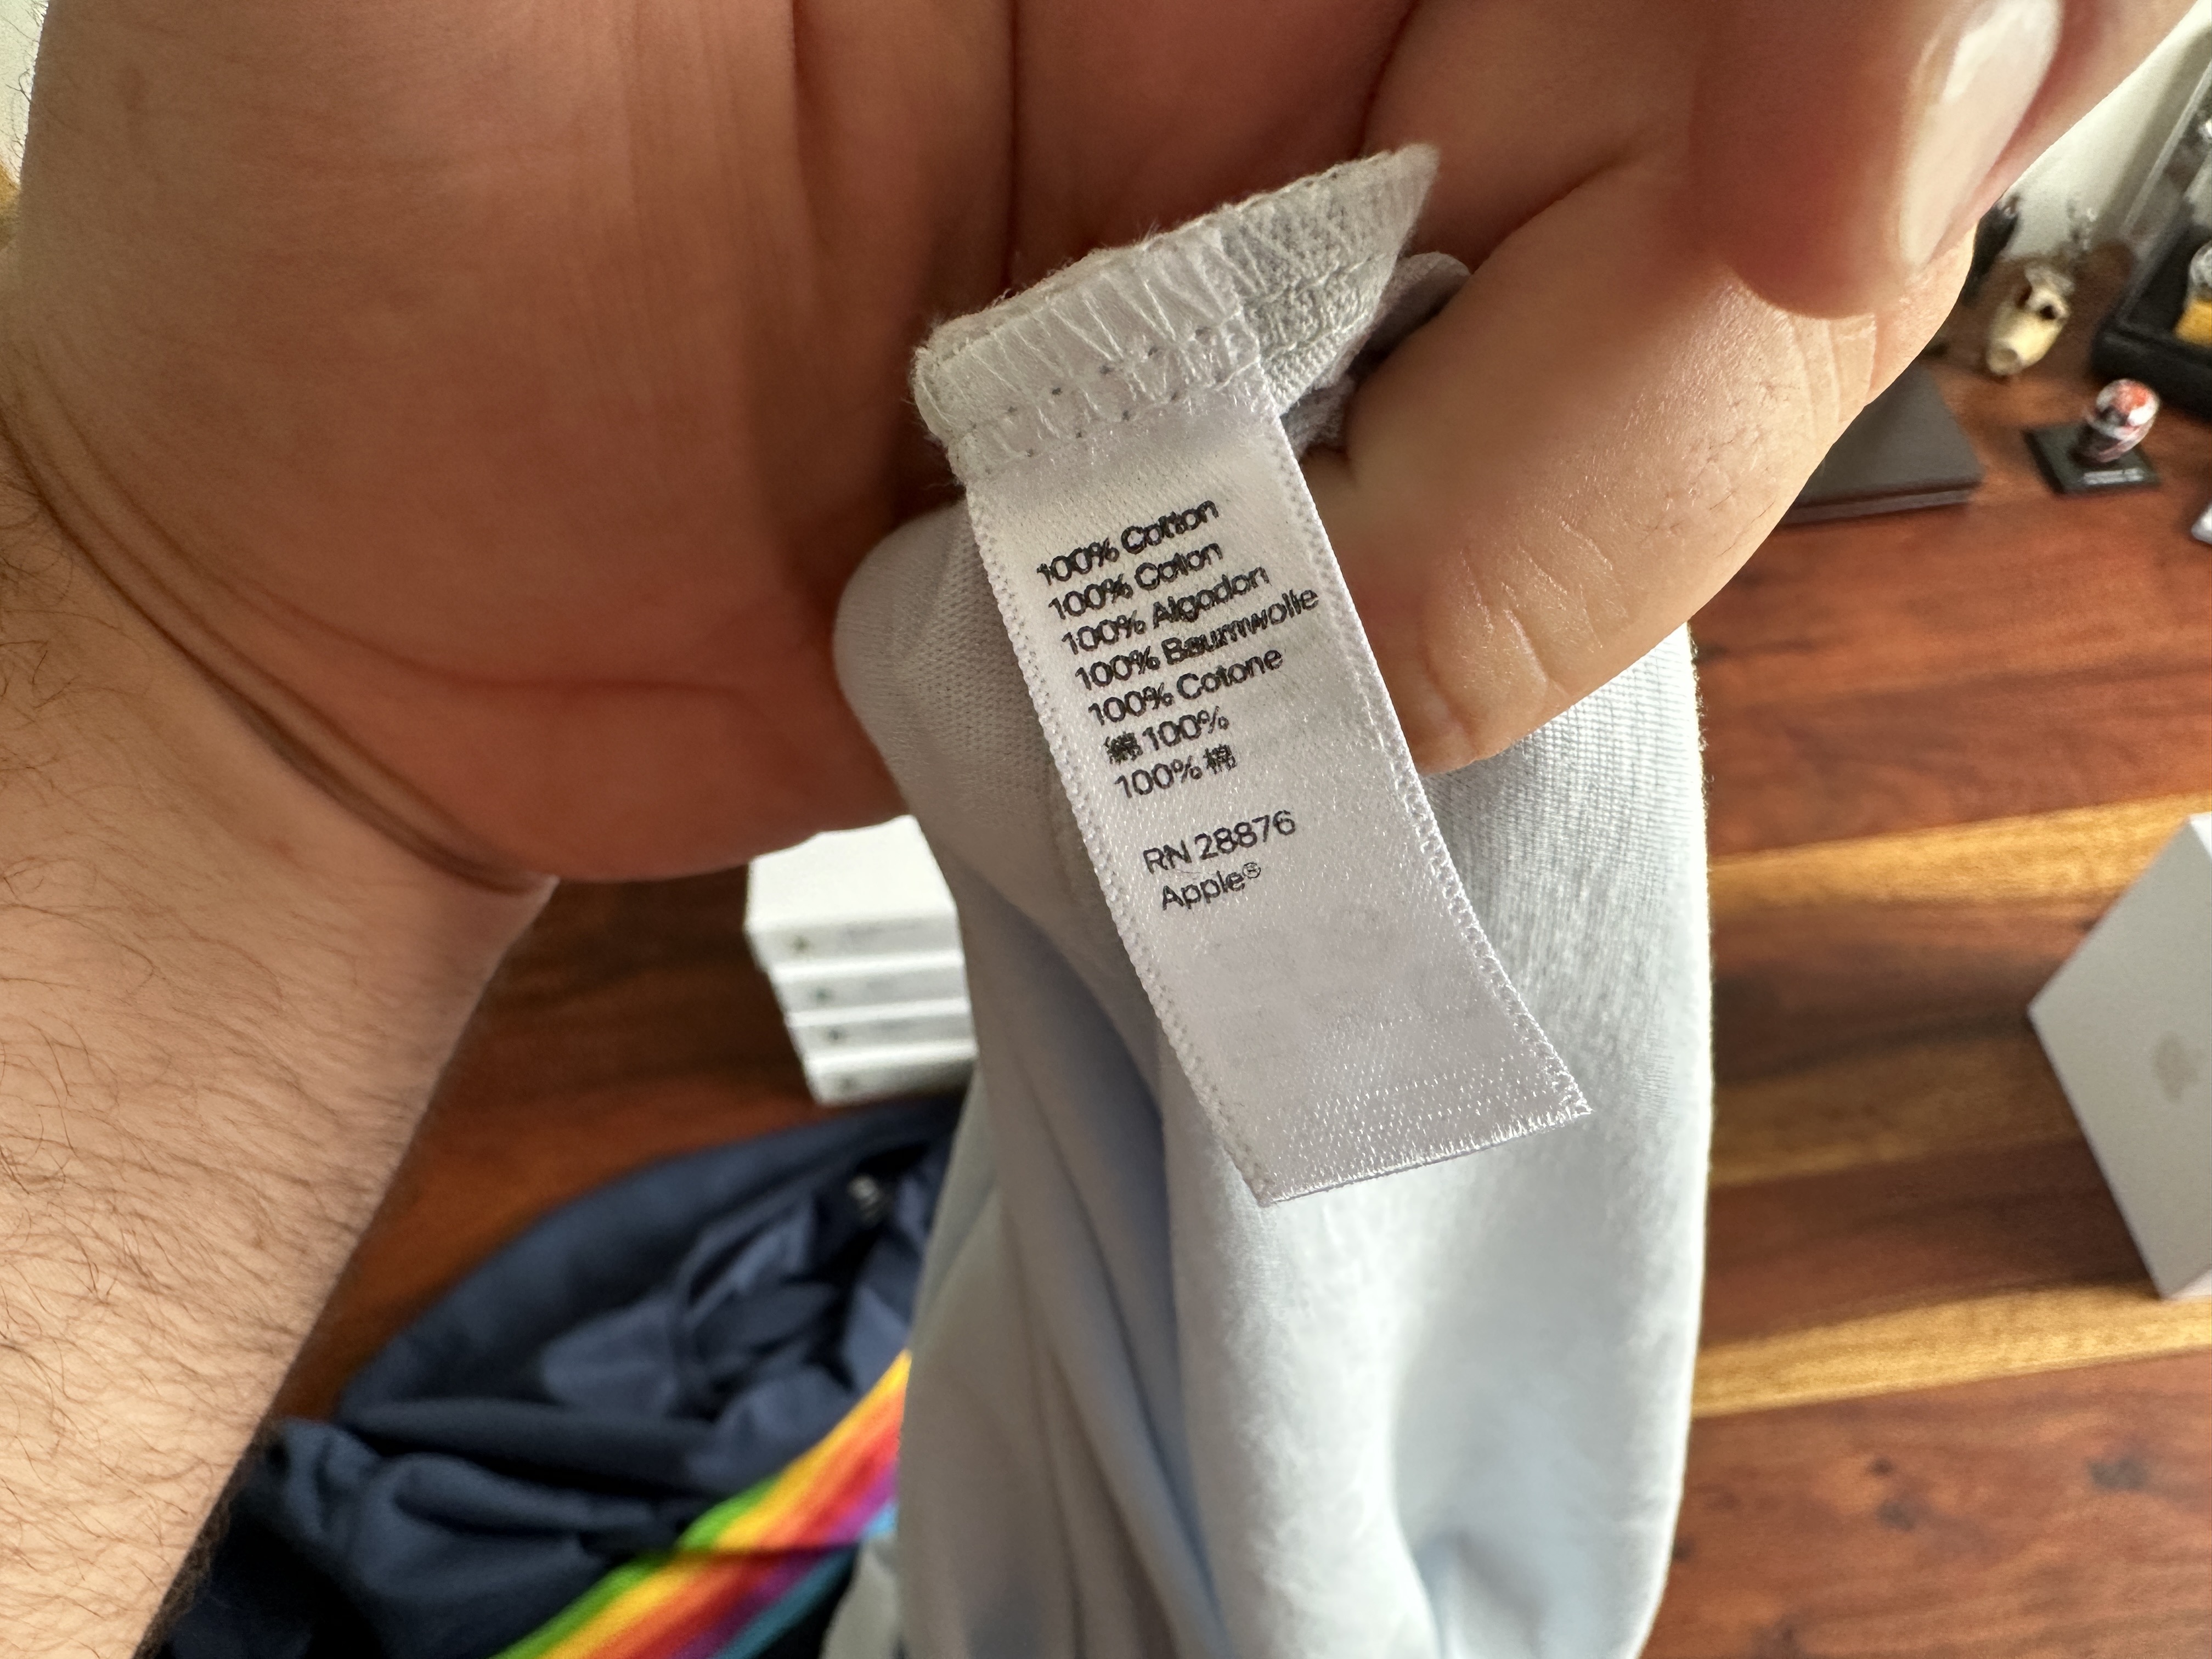 100% Cotton
100% Coton
100% Algodon
100% Baumwolle
100% Cotone
綿100%
100%棉
RN 28876
Apple®